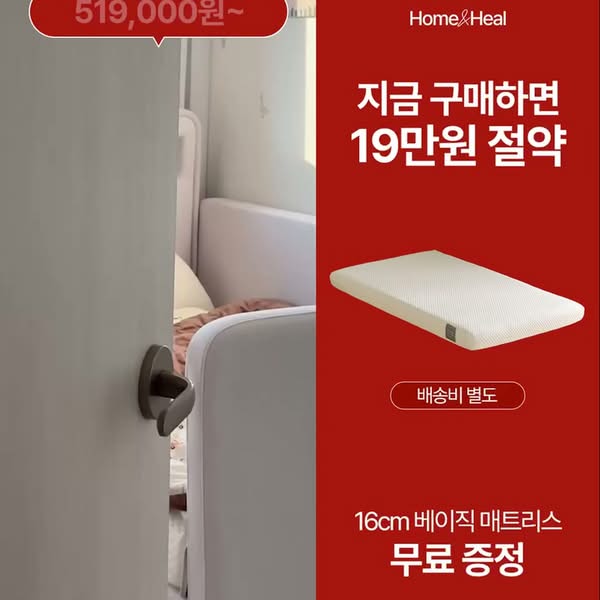 519,000원~
Home&Heal
지금 구매하면
19만원 절약
배송비 별도
16cm 베이직 매트리스
무료 증정